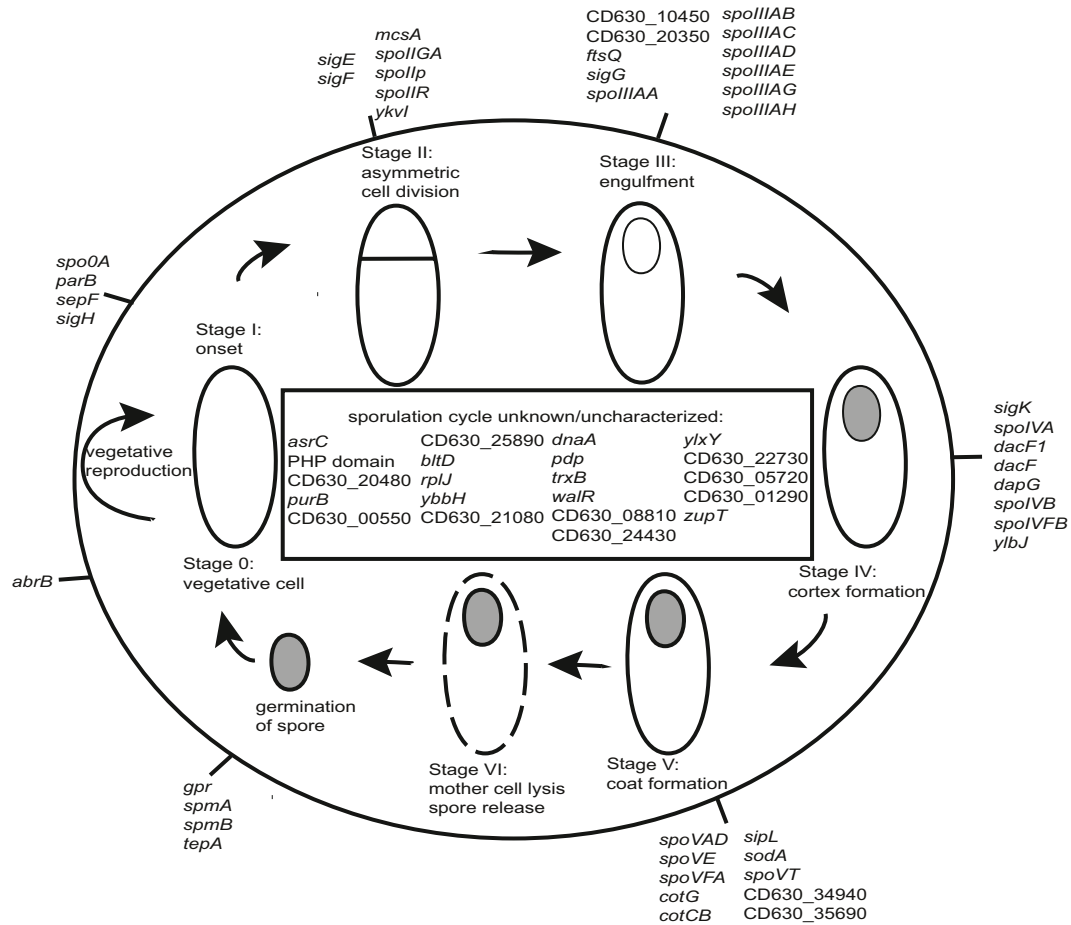 CD630_10450
CD630_20350
ftsQ
sigG
spoIIIAA
spoIIIAB
spoIIIAC
spoIIIAD
spoIIIAE
spoIIIAG
spoIIIAH
sigE
sigF
mcsA
spoIIGA
spoIIp
spoIIR
ykvI
Stage II:
asymmetric
cell division
Stage III:
engulfment
spo0A
parB
sepF
sigH
Stage I:
onset
vegetative
reproduction
sporulation cycle unknown/uncharacterized:
asrC
PHP domain
CD630_20480
purB
CD630_00550
CD630_25890
bltD
rplJ
ybbH
CD630_21080
dnaA
pdp
trxB
walR
CD630_08810
CD630_24430
ylxY
CD630_22730
CD630_05720
CD630_01290
zupT
sigK
spoIVA
dacF1
dacF
dapG
spoIVB
spoIVFB
ylbJ
abrB
Stage 0:
vegetative cell
Stage IV:
cortex formation
germination
of spore
Stage VI:
mother cell lysis
spore release
Stage V:
coat formation
gpr
spmA
spmB
tepA
spoVAD
spoVE
spoVFA
cotG
cotCB
sipL
sodA
spoVT
CD630_34940
CD630_35690